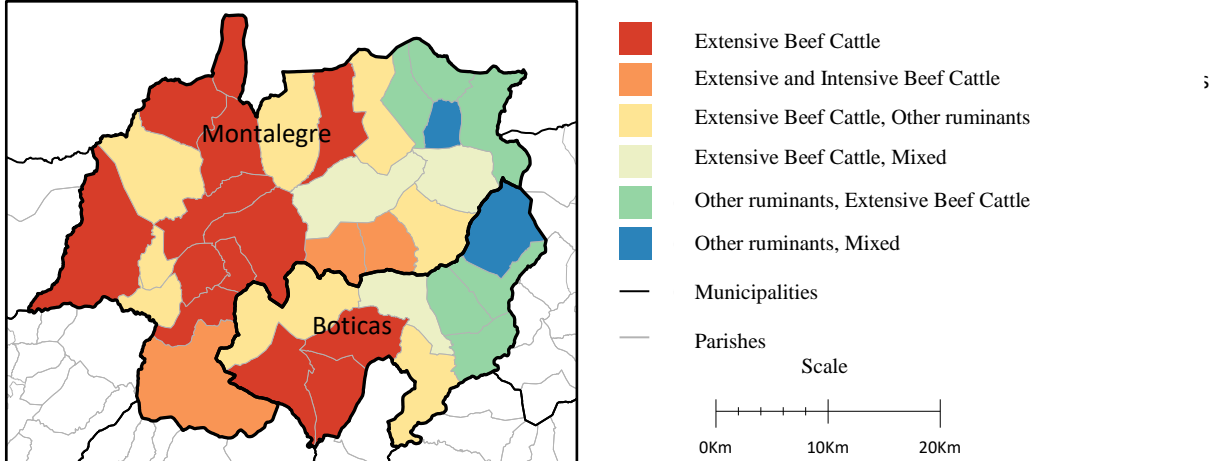 Montalegre
Boticas
Extensive Beef Cattle
Extensive and Intensive Beef Cattle
Extensive Beef Cattle, Other ruminants
Extensive Beef Cattle, Mixed
Other ruminants, Extensive Beef Cattle
Other ruminants, Mixed
Municipalities
Parishes
Scale
0Km 10Km 20Km
s